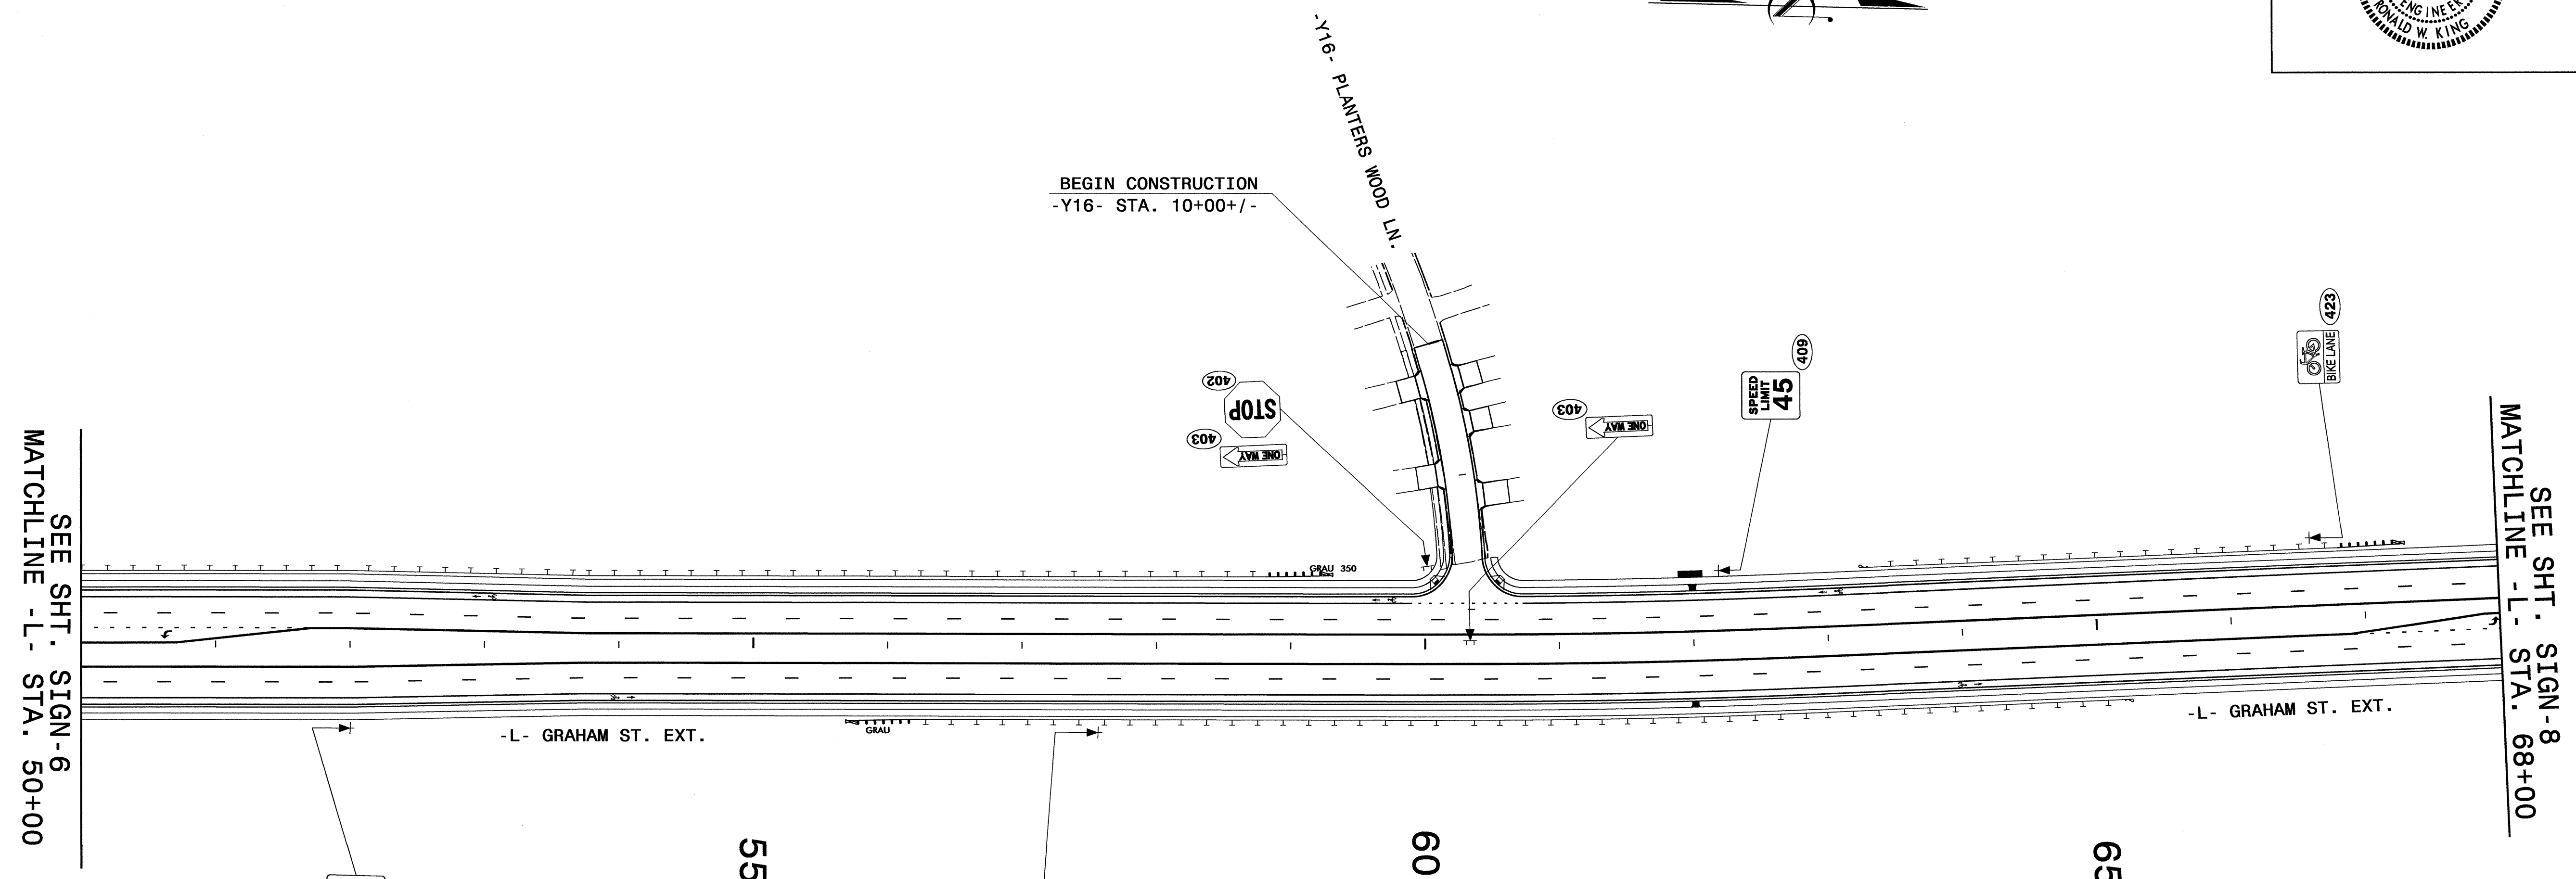 ENGINEER
RONALD W. KING
-Y16- PLANTERS WOOD LN.
BEGIN CONSTRUCTION
-Y16- STA. 10+00+/-
402
STOP
403
ONE WAY
403
ONE WAY
409
SPEED
LIMIT
45
423
BIKE LANE
SEE SHT. SIGN-6
MATCHLINE -L- STA. 50+00
SEE SHT. SIGN-8
MATCHLINE -L- STA. 68+00
GRAU 350
GRAU
-L- GRAHAM ST. EXT.
-L- GRAHAM ST. EXT.
55
60
65